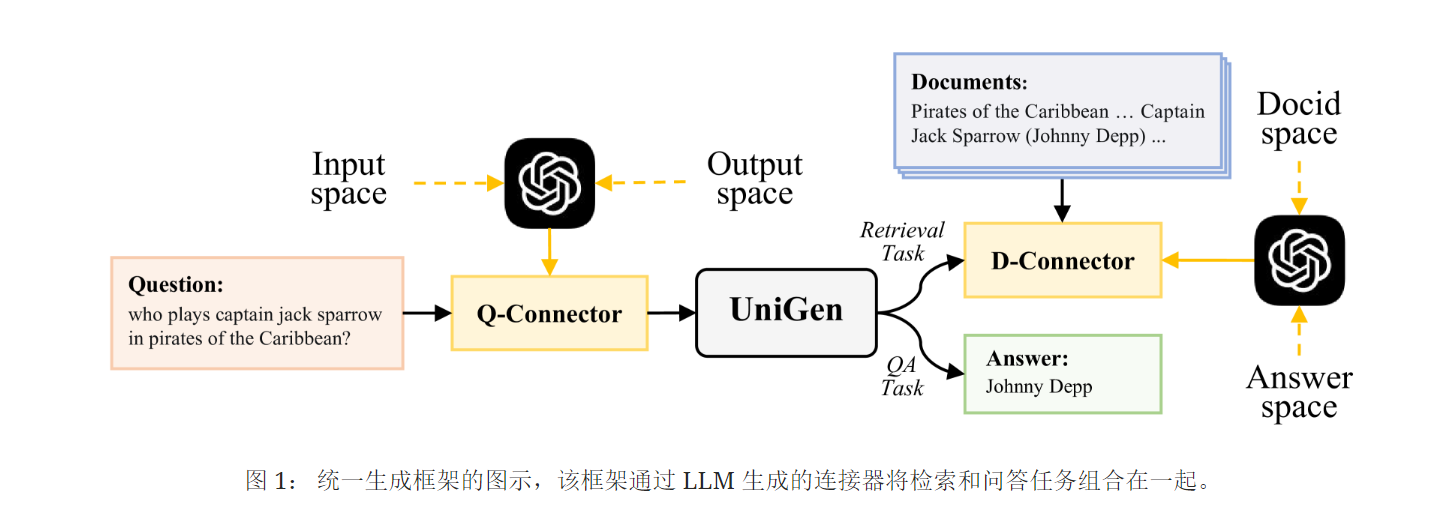 Documents:
Pirates of the Caribbean … Captain
Jack Sparrow (Johnny Depp) ...
Docid
space
Input
space
Output
space
Retrieval
Task
D-Connector
Question:
who plays captain jack sparrow
in pirates of the Caribbean?
Q-Connector
UniGen
QA
Task
Answer:
Johnny Depp
Answer
space
图 1： 统一生成框架的图示，该框架通过 LLM 生成的连接器将检索和问答任务组合在一起。